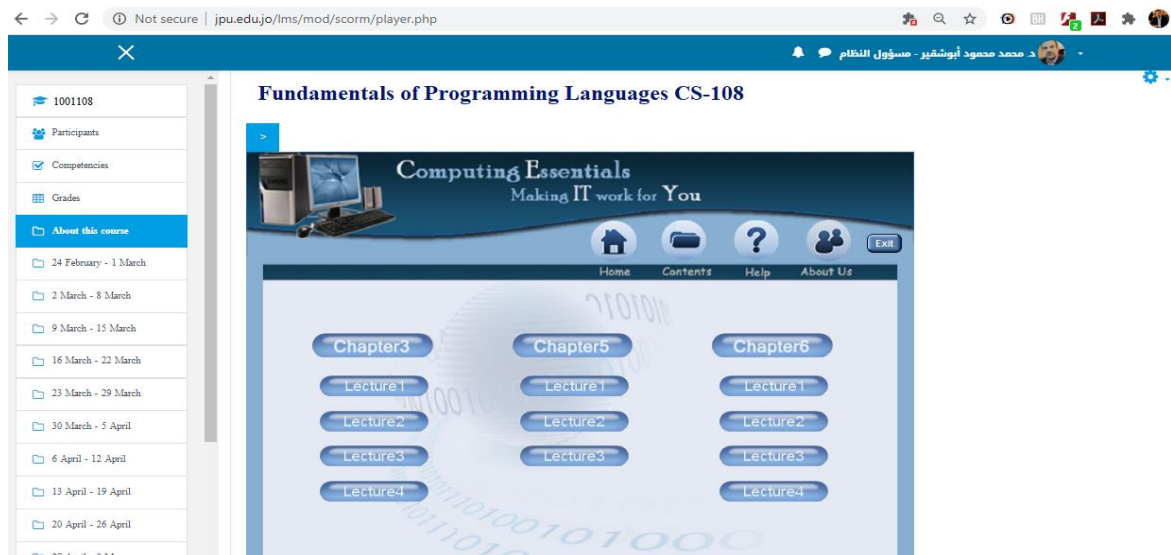 Not secure | jpu.edu.jo/lms/mod/scorm/player.php
د. محمد محمود أبوشقير - مسؤول النظام
1001108
Participants
Competencies
Grades
About this course
24 February - 1 March
2 March - 8 March
9 March - 15 March
16 March - 22 March
23 March - 29 March
30 March - 5 April
6 April - 12 April
13 April - 19 April
20 April - 26 April
Fundamentals of Programming Languages CS-108
>
Computing Essentials
Making IT work for You
Exit
Home Contents Help About Us
Chapter3 Chapter5 Chapter6
Lecture1 Lecture1 Lecture1
Lecture2 Lecture2 Lecture2
Lecture3 Lecture3 Lecture3
Lecture4 Lecture4